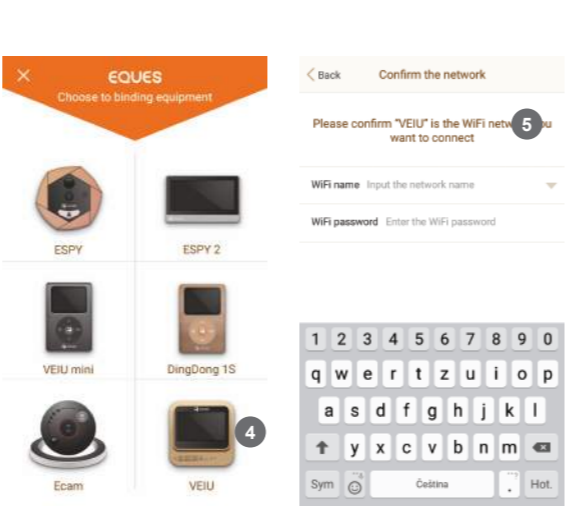 EQUES
Choose to binding equipment
ESPY
ESPY 2
VEIU mini
DingDong 1S
Ecam
VEIU
4
Back
Confirm the network
Please confirm "VEIU" is the WiFi netw
want to connect
5
WiFi name Input the network name
WiFi password Enter the WiFi password
1 2 3 4 5 6 7 8 9 0
q w e r t z u i o p
a s d f g h j k l
y x c v b n m
Sym Čeština . Hot.